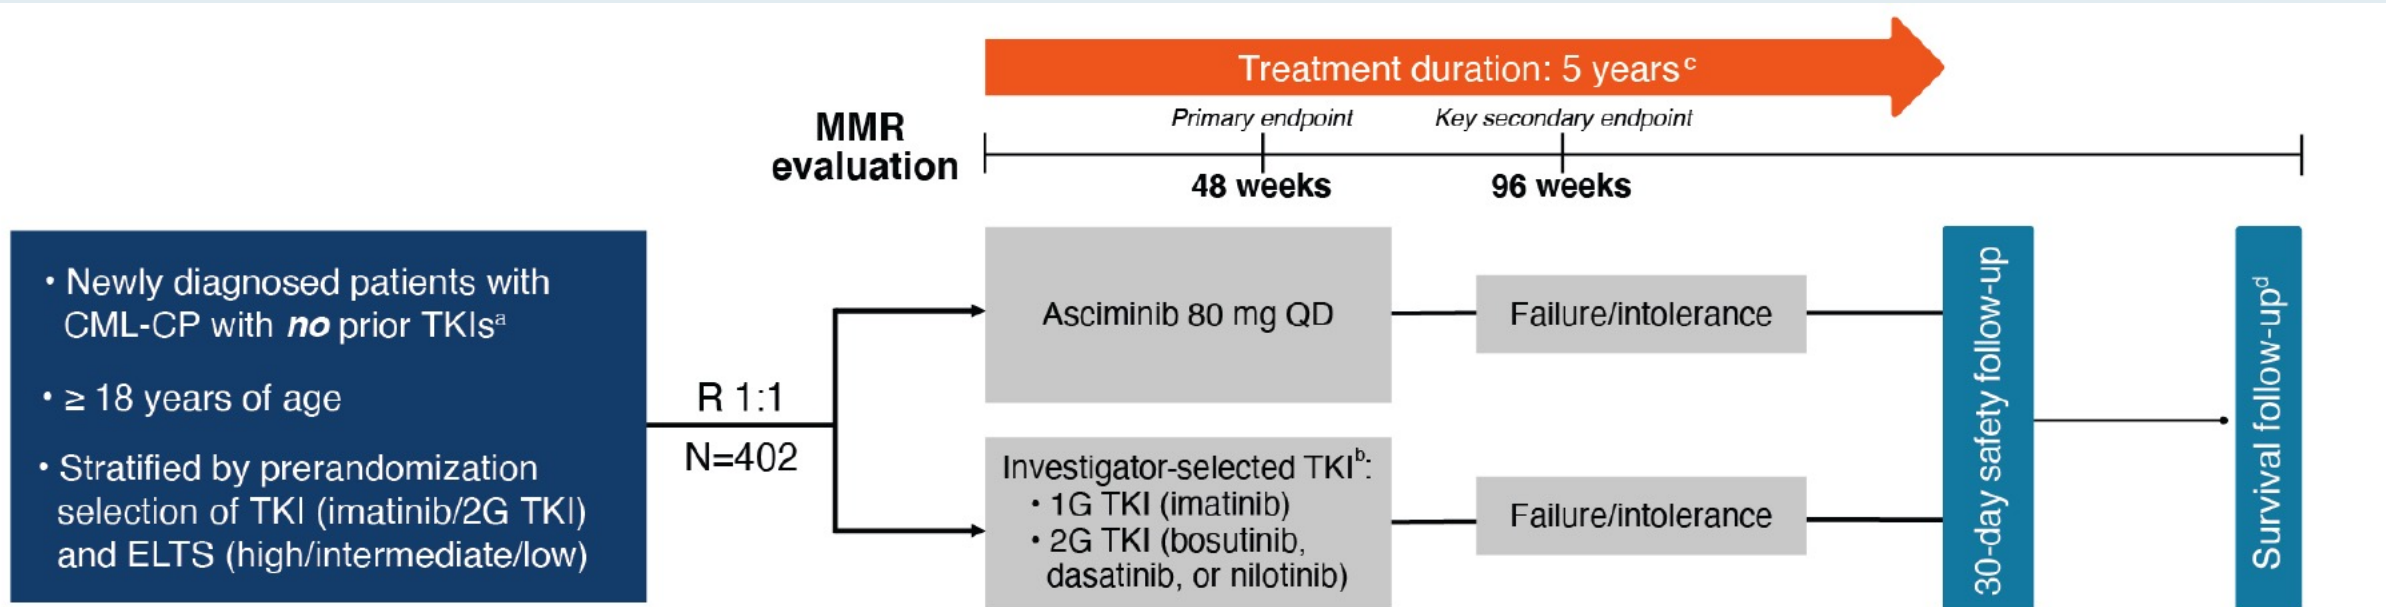 Treatment duration: 5 yearsᶜ
Primary endpoint
Key secondary endpoint
MMR
evaluation
48 weeks
96 weeks
• Newly diagnosed patients with
CML-CP with no prior TKIsᵃ
• ≥ 18 years of age
• Stratified by prerandomization
selection of TKI (imatinib/2G TKI)
and ELTS (high/intermediate/low)
R 1:1
N=402
Asciminib 80 mg QD
Failure/intolerance
Investigator-selected TKIᵇ:
• 1G TKI (imatinib)
• 2G TKI (bosutinib,
dasatinib, or nilotinib)
Failure/intolerance
30-day safety follow-up
Survival follow-upᵈ